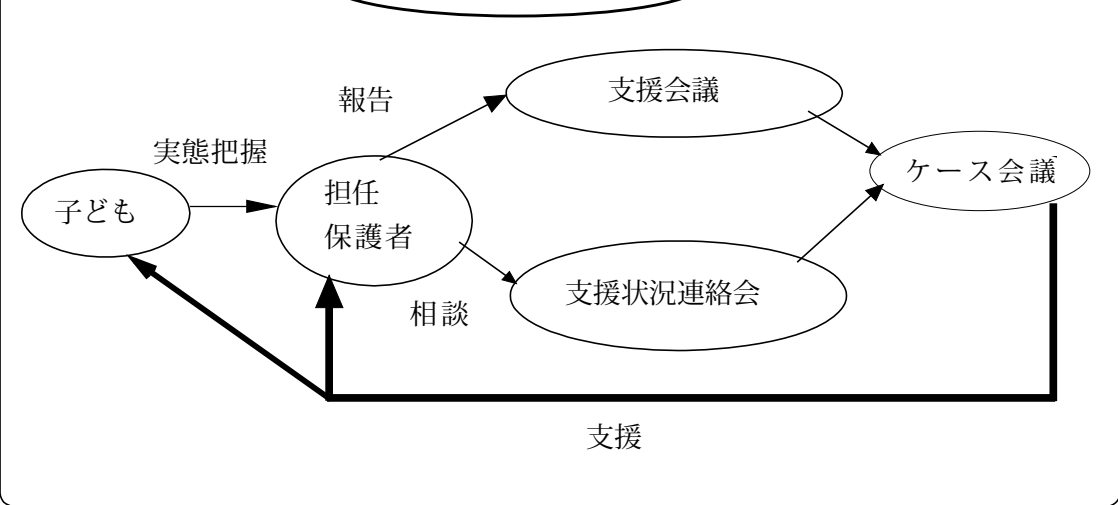 報告
支援会議
実態把握
ケース会議
子ども
担任
保護者
支援状況連絡会
相談
支援